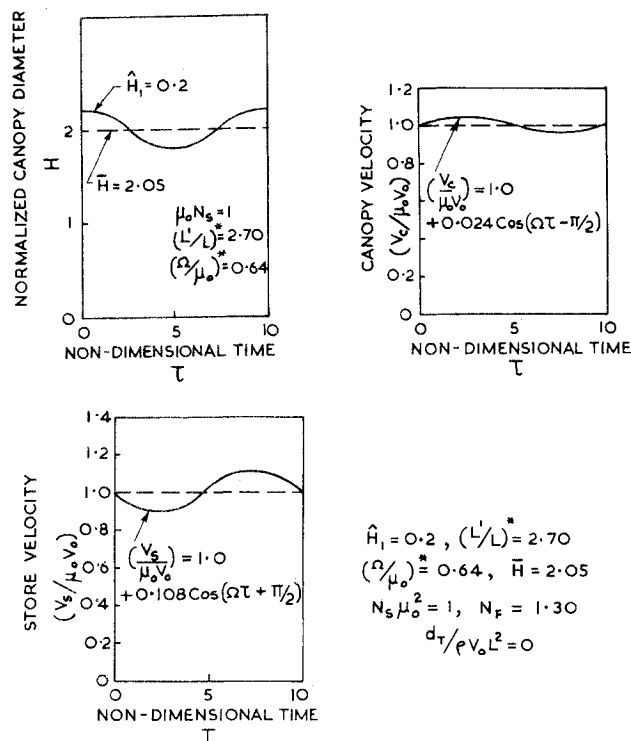 NORMALIZED CANOPY DIAMETER
H
2
1
0
Ĥ₁=0.2
H̄=2.05
μ₀Nₛ=1
(L'/L)*=2.70
(Ω/μ₀)*=0.64
0 5 10
NON-DIMENSIONAL TIME
τ
CANOPY VELOCITY
(V_C/μ₀V₀)
1.2
1.0
0.8
0.6
0.4
0.2
0
(V_C/μ₀V₀)=1.0
+0.024Cos(Ωτ-π/2)
0 5 10
NON-DIMENSIONAL TIME
τ
STORE VELOCITY
(Vₛ/μ₀V₀)
1.4
1.2
1.0
0.8
0.6
0.4
0.2
0
(Vₛ/μ₀V₀)=1.0
+0.108Cos(Ωτ+π/2)
0 5 10
NON-DIMENSIONAL TIME
τ
Ĥ₁=0.2, (L'/L)*=2.70
(Ω/μ₀)*=0.64, H̄=2.05
Nₛμ₀²=1, N_F=1.30
d_T/ρV₀L²=0